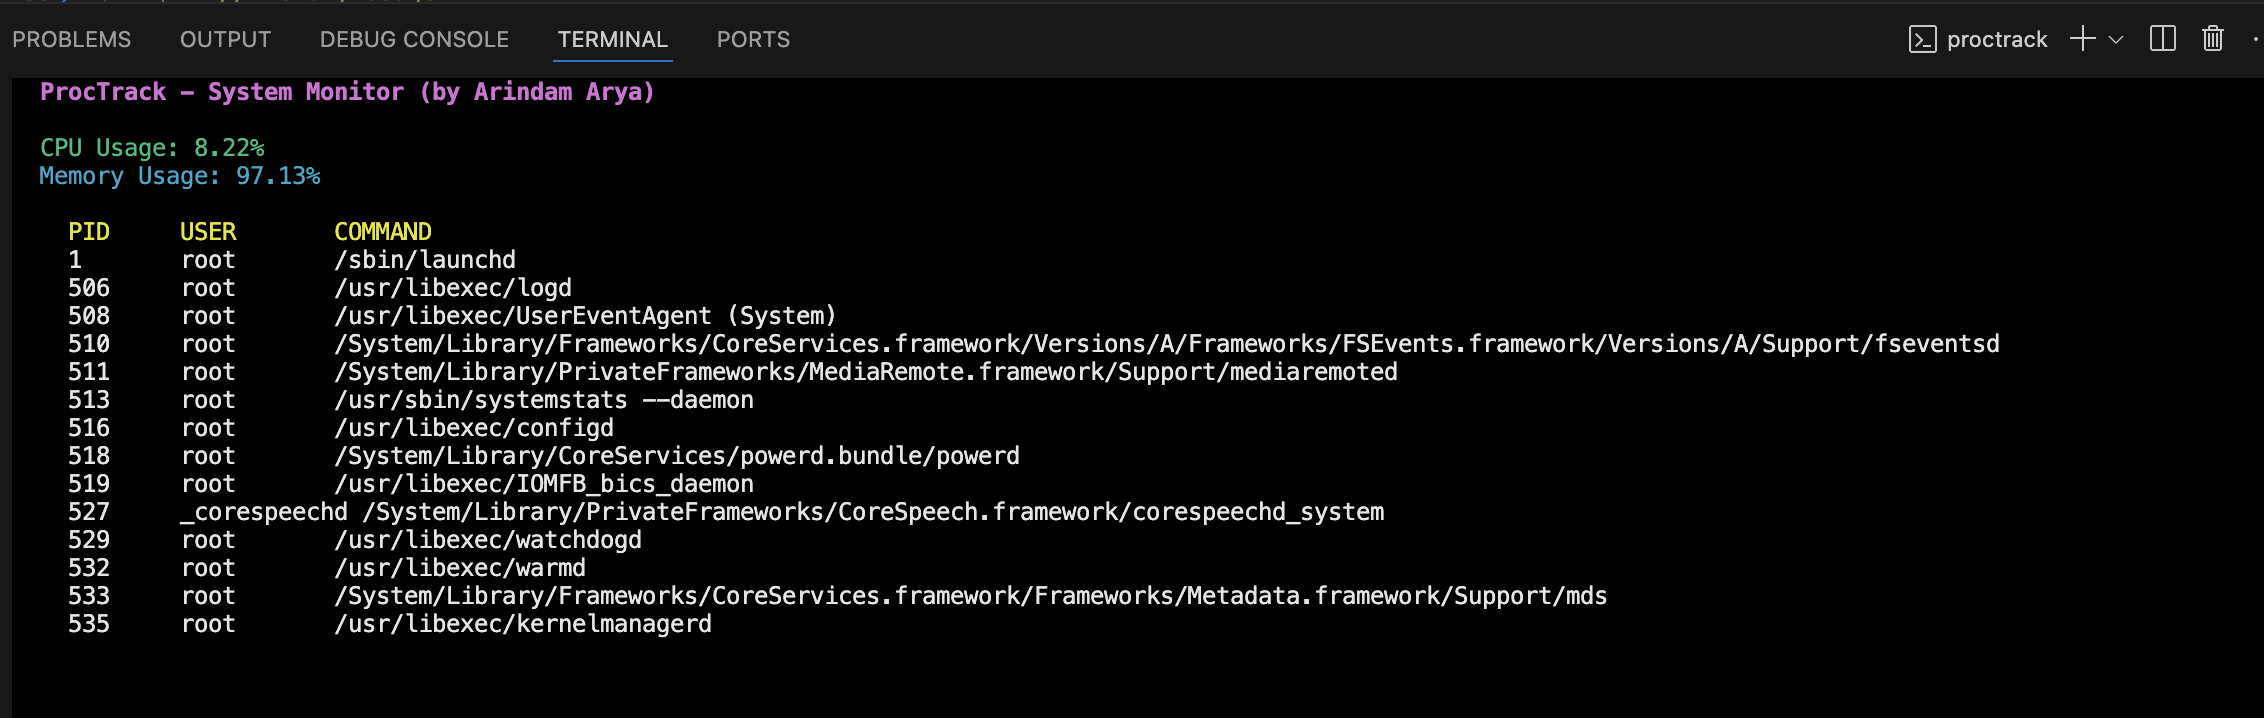 PROBLEMS OUTPUT DEBUG CONSOLE TERMINAL PORTS proctrack
ProcTrack - System Monitor (by Arindam Arya)
CPU Usage: 8.22%
Memory Usage: 97.13%
PID USER COMMAND
1 root /sbin/launchd
506 root /usr/libexec/logd
508 root /usr/libexec/UserEventAgent (System)
510 root /System/Library/Frameworks/CoreServices.framework/Versions/A/Frameworks/FSEvents.framework/Versions/A/Support/fseventsd
511 root /System/Library/PrivateFrameworks/MediaRemote.framework/Support/mediaremoted
513 root /usr/sbin/systemstats --daemon
516 root /usr/libexec/configd
518 root /System/Library/CoreServices/powerd.bundle/powerd
519 root /usr/libexec/IOMFB_bics_daemon
527 _corespeechd /System/Library/PrivateFrameworks/CoreSpeech.framework/corespeechd_system
529 root /usr/libexec/watchdogd
532 root /usr/libexec/warmd
533 root /System/Library/Frameworks/CoreServices.framework/Frameworks/Metadata.framework/Support/mds
535 root /usr/libexec/kernelmanagerd